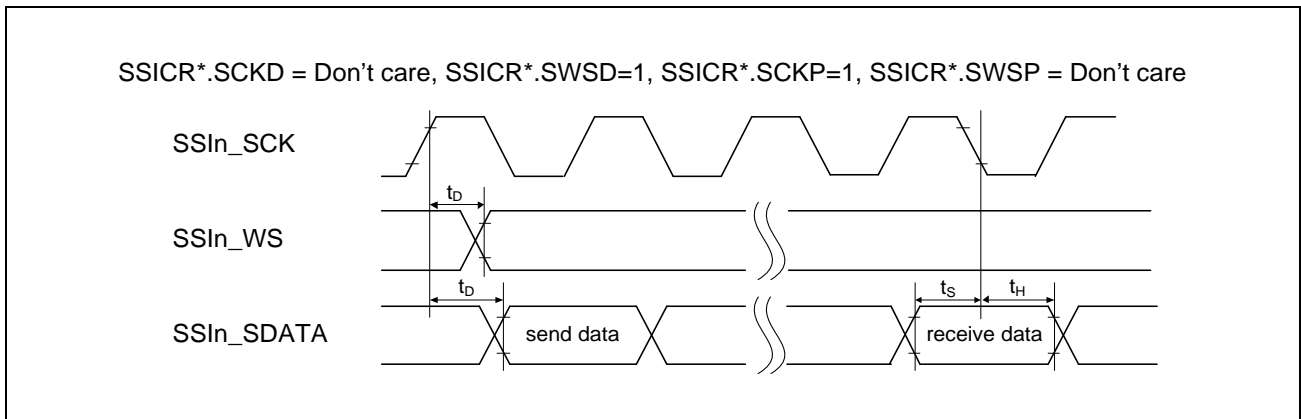 SSICR*.SCKD = Don't care, SSICR*.SWSD=1, SSICR*.SCKP=1, SSICR*.SWSP = Don't care
SSIn_SCK
tD
SSIn_WS
tD
tS
tH
SSIn_SDATA
send data
receive data